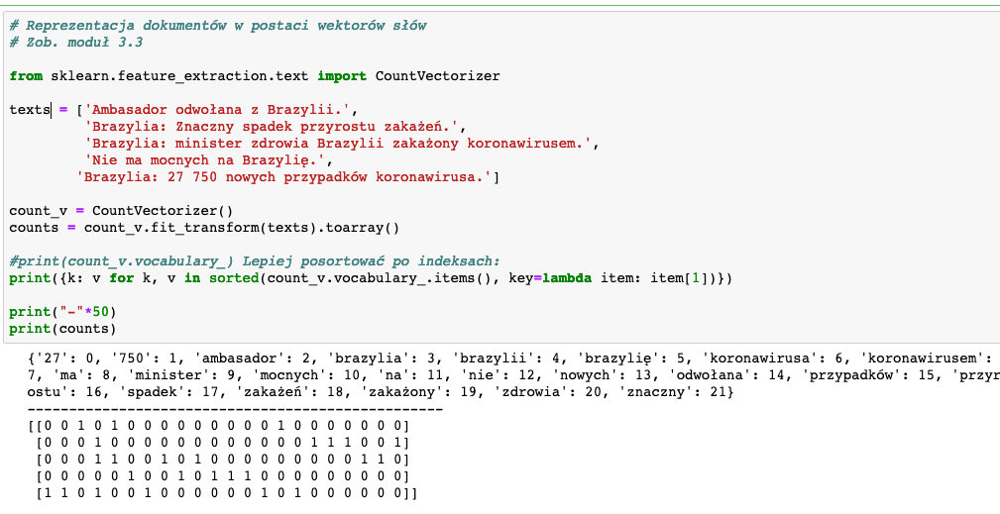 # Reprezentacja dokumentów w postaci wektorów słów
# Zob. moduł 3.3
from sklearn.feature_extraction.text import CountVectorizer
texts = ['Ambasador odwołana z Brazylii.',
'Brazylia: Znaczny spadek przyrostu zakażeń.',
'Brazylia: minister zdrowia Brazylii zakażony koronawirusem.',
'Nie ma mocnych na Brazylię.',
'Brazylia: 27 750 nowych przypadków koronawirusa.']
count_v = CountVectorizer()
counts = count_v.fit_transform(texts).toarray()
#print(count_v.vocabulary_) Lepiej posortować po indeksach:
print({k: v for k, v in sorted(count_v.vocabulary_.items(), key=lambda item: item[1])})
print("-"*50)
print(counts)
{'27': 0, '750': 1, 'ambasador': 2, 'brazylia': 3, 'brazylii': 4, 'brazylię': 5, 'koronawirusa': 6, 'koronawirusem':
7, 'ma': 8, 'minister': 9, 'mocnych': 10, 'na': 11, 'nie': 12, 'nowych': 13, 'odwołana': 14, 'przypadków': 15, 'przyr
ostu': 16, 'spadek': 17, 'zakażeń': 18, 'zakażony': 19, 'zdrowia': 20, 'znaczny': 21}
--------------------------------------------------
[[0 0 1 0 1 0 0 0 0 0 0 0 0 0 1 0 0 0 0 0 0 0]
[0 0 0 1 0 0 0 0 0 0 0 0 0 0 0 0 1 1 1 0 0 1]
[0 0 0 1 1 0 0 1 0 1 0 0 0 0 0 0 0 0 0 1 1 0]
[0 0 0 0 0 1 0 0 1 0 1 1 1 0 0 0 0 0 0 0 0 0]
[1 1 0 1 0 0 1 0 0 0 0 0 0 1 0 1 0 0 0 0 0 0]]